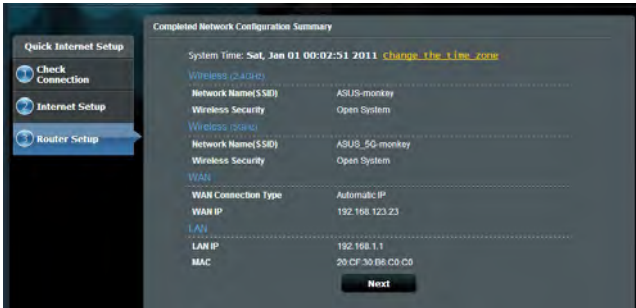 Completed Network Configuration Summary
Quick Internet Setup
1 Check
Connection
2 Internet Setup
3 Router Setup
System Time: Sat, Jan 01 00:02:51 2011 Change the time zone
Wireless (2.4GHz)
Network Name(SSID) ASUS-monkey
Wireless Security Open System
Wireless (5GHz)
Network Name(SSID) ASUS_5G-monkey
Wireless Security Open System
WAN
WAN Connection Type Automatic IP
WAN IP 192.168.123.23
LAN
LAN IP 192.168.1.1
MAC 20:CF:30:B6:C0:C0
Next